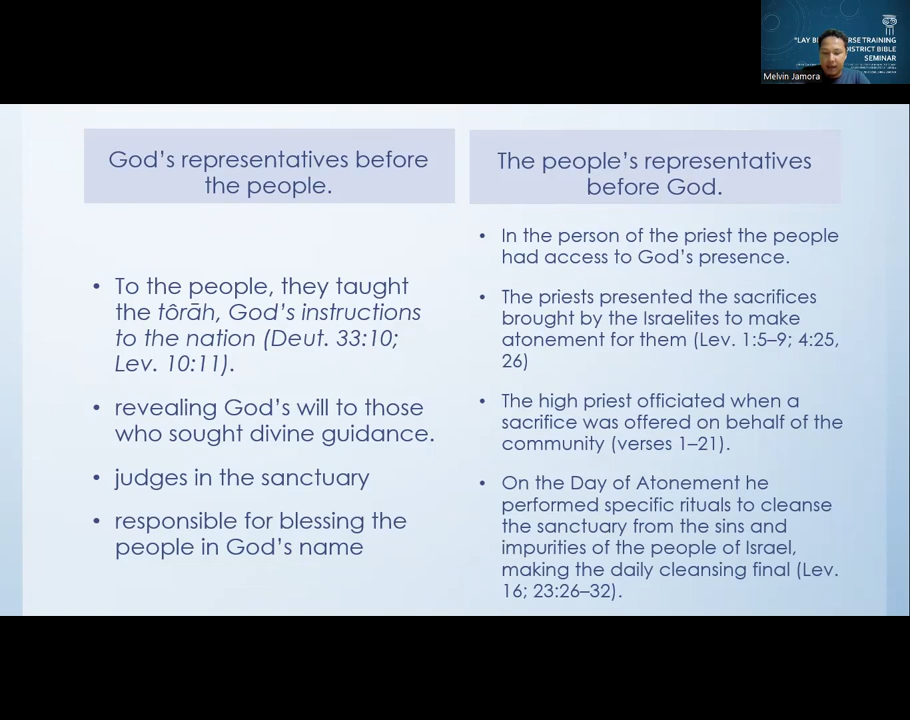 "LAY B RSE TRAINING
ISTRICT BIBLE
SEMINAR
Melvin Jamora
God's representatives before
the people.
• To the people, they taught
the tôrāh, God's instructions
to the nation (Deut. 33:10;
Lev. 10:11).
• revealing God's will to those
who sought divine guidance.
• judges in the sanctuary
• responsible for blessing the
people in God's name
The people's representatives
before God.
• In the person of the priest the people
had access to God's presence.
• The priests presented the sacrifices
brought by the Israelites to make
atonement for them (Lev. 1:5–9; 4:25,
26)
• The high priest officiated when a
sacrifice was offered on behalf of the
community (verses 1–21).
• On the Day of Atonement he
performed specific rituals to cleanse
the sanctuary from the sins and
impurities of the people of Israel,
making the daily cleansing final (Lev.
16; 23:26–32).